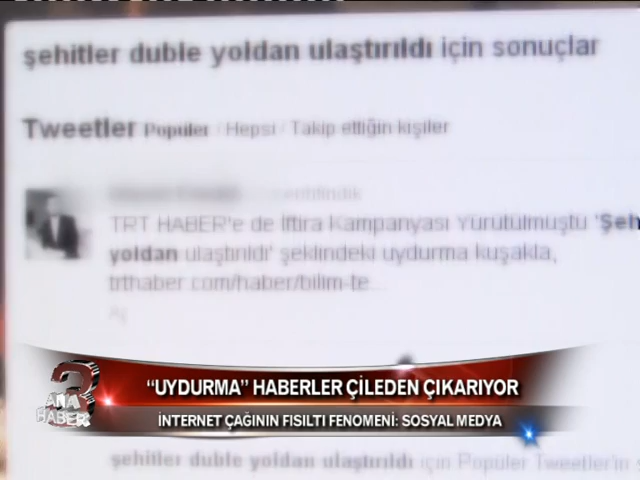 şehitler duble yoldan ulaştırıldı için sonuçlar
Tweetler Popüler / Hepsi / Takip ettiğin kişiler
TRT HABER'e de İftira Kampanyası Yürütülmüştü 'Şeh
yoldan ulaştırıldı' şeklindeki uydurma kuşakla,
trthaber.com/haber/bilim-te...
Aç
3
ANA
HABER
“UYDURMA” HABERLER ÇİLEDEN ÇIKARIYOR
İNTERNET ÇAĞININ FISILTI FENOMENİ: SOSYAL MEDYA
şehitler duble yoldan ulaştırıldı için Popüler Tweetler'in s